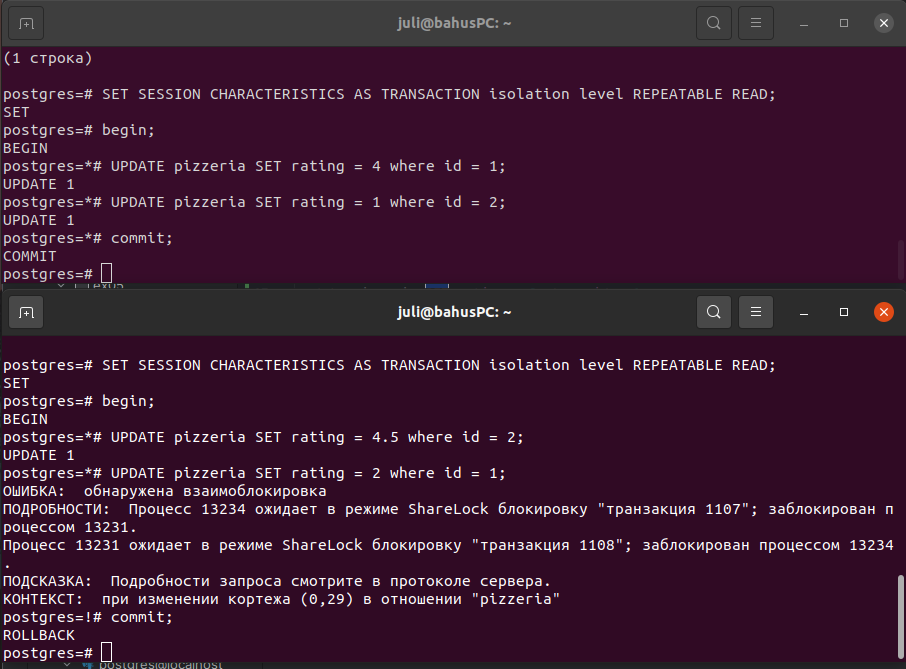 juli@bahusPC: ~
(1 строка)
postgres=# SET SESSION CHARACTERISTICS AS TRANSACTION isolation level REPEATABLE READ;
SET
postgres=# begin;
BEGIN
postgres=*# UPDATE pizzeria SET rating = 4 where id = 1;
UPDATE 1
postgres=*# UPDATE pizzeria SET rating = 1 where id = 2;
UPDATE 1
postgres=*# commit;
COMMIT
postgres=#
ex05
juli@bahusPC: ~
postgres=# SET SESSION CHARACTERISTICS AS TRANSACTION isolation level REPEATABLE READ;
SET
postgres=# begin;
BEGIN
postgres=*# UPDATE pizzeria SET rating = 4.5 where id = 2;
UPDATE 1
postgres=*# UPDATE pizzeria SET rating = 2 where id = 1;
ОШИБКА:  обнаружена взаимоблокировка
ПОДРОБНОСТИ:  Процесс 13234 ожидает в режиме ShareLock блокировку "транзакция 1107"; заблокирован п
роцессом 13231.
Процесс 13231 ожидает в режиме ShareLock блокировку "транзакция 1108"; заблокирован процессом 13234
.
ПОДСКАЗКА:  Подробности запроса смотрите в протоколе сервера.
КОНТЕКСТ:  при изменении кортежа (0,29) в отношении "pizzeria"
postgres=!# commit;
ROLLBACK
postgres=#
postgres@localhost